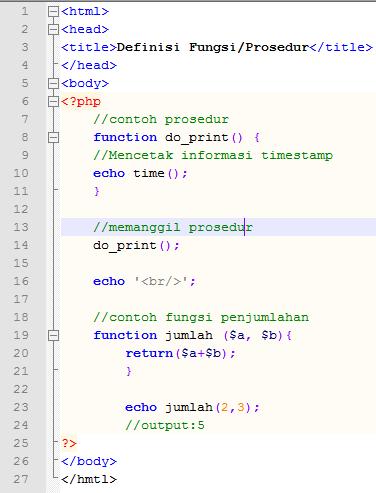 1 <html>
2 <head>
3 <title>Definisi Fungsi/Prosedur</title>
4 </head>
5 <body>
6 <?php
7 //contoh prosedur
8 function do_print() {
9 //Mencetak informasi timestamp
10 echo time();
11 }
12
13 //memanggil prosedur
14 do_print();
15
16 echo '<br/>';
17
18 //contoh fungsi penjumlahan
19 function jumlah ($a, $b){
20 return($a+$b);
21 }
22
23 echo jumlah(2,3);
24 //output:5
25 ?>
26 </body>
27 </hmtl>